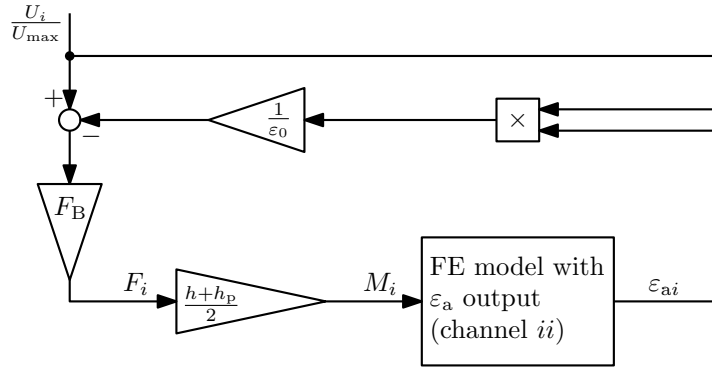 U_i/U_max
+
−
1/ε_0
×
F_B
F_i
(h+h_p)/2
M_i
FE model with
ε_a output
(channel ii)
ε_ai